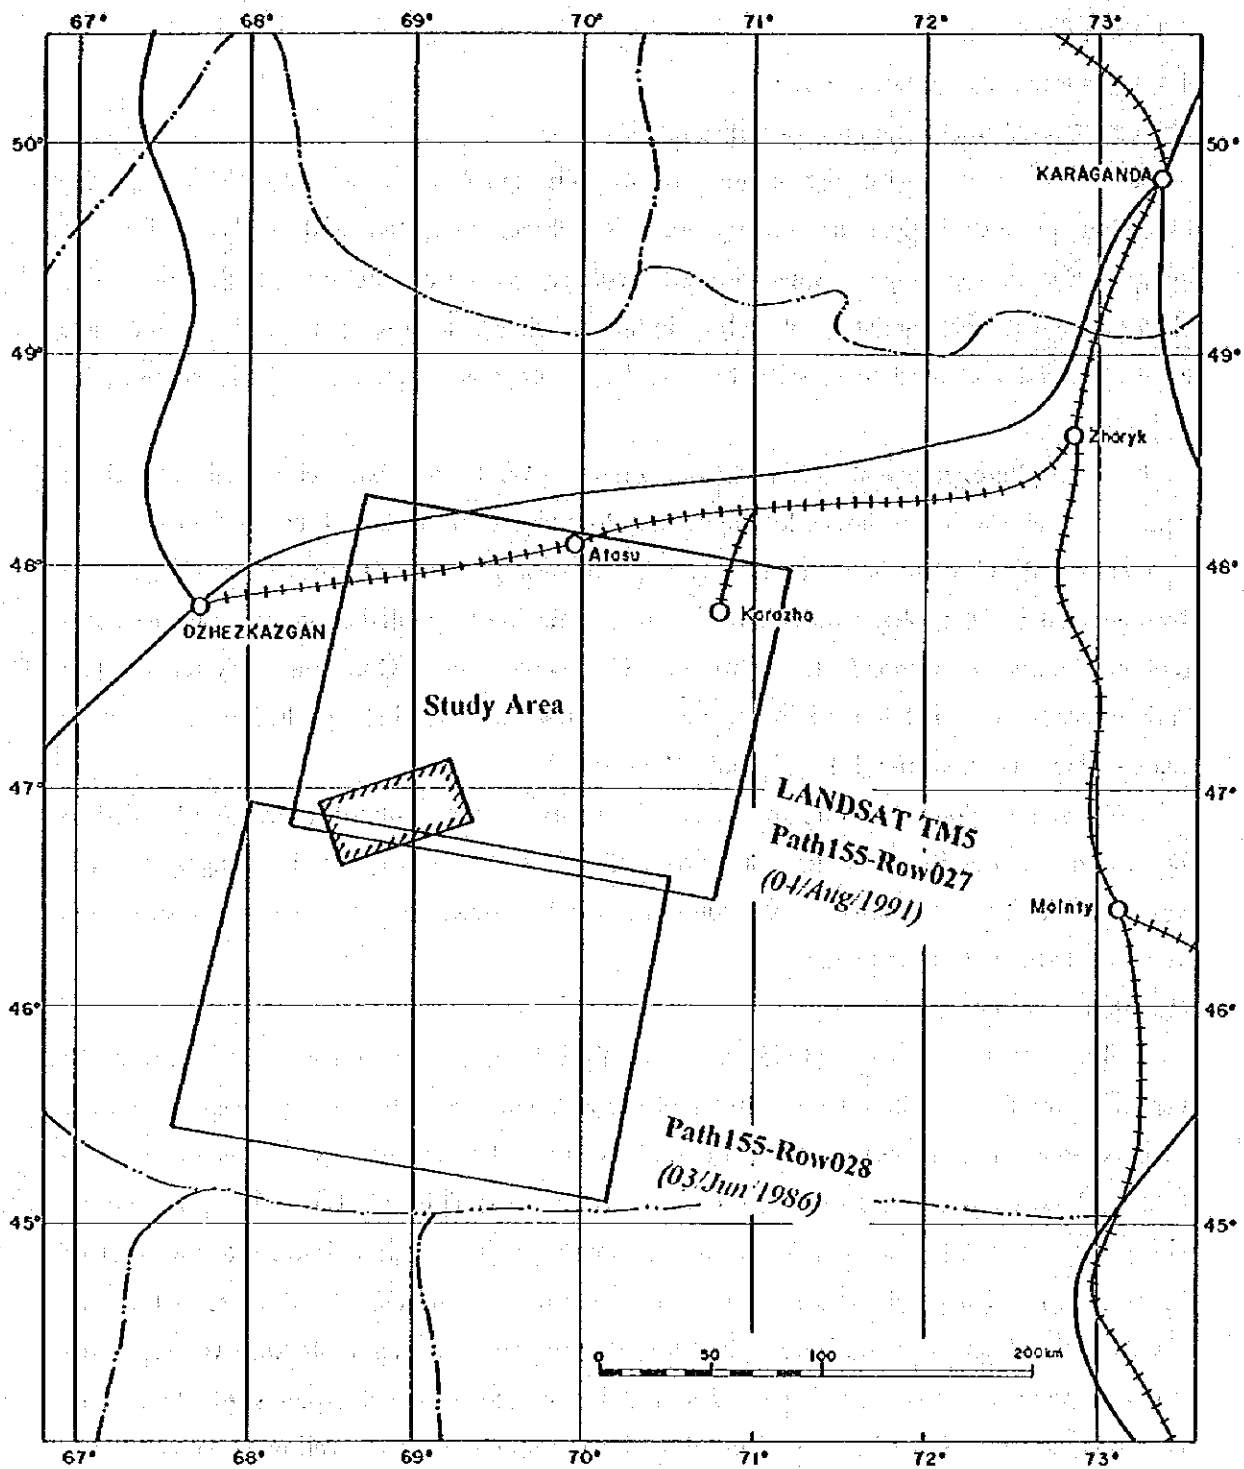 67° 68° 69° 70° 71° 72° 73°
50° 50°
KARAGANDA
49° 49°
Zharyk
48° Atasu 48°
Karazha
DZHEZKAZGAN
Study Area
47° 47°
LANDSAT TM5
Path155-Row027
(04/Aug/1991)
Mointy
46° 46°
Path155-Row028
(03/Jun/1986)
45° 45°
0 50 100 200km
67° 68° 69° 70° 71° 72° 73°